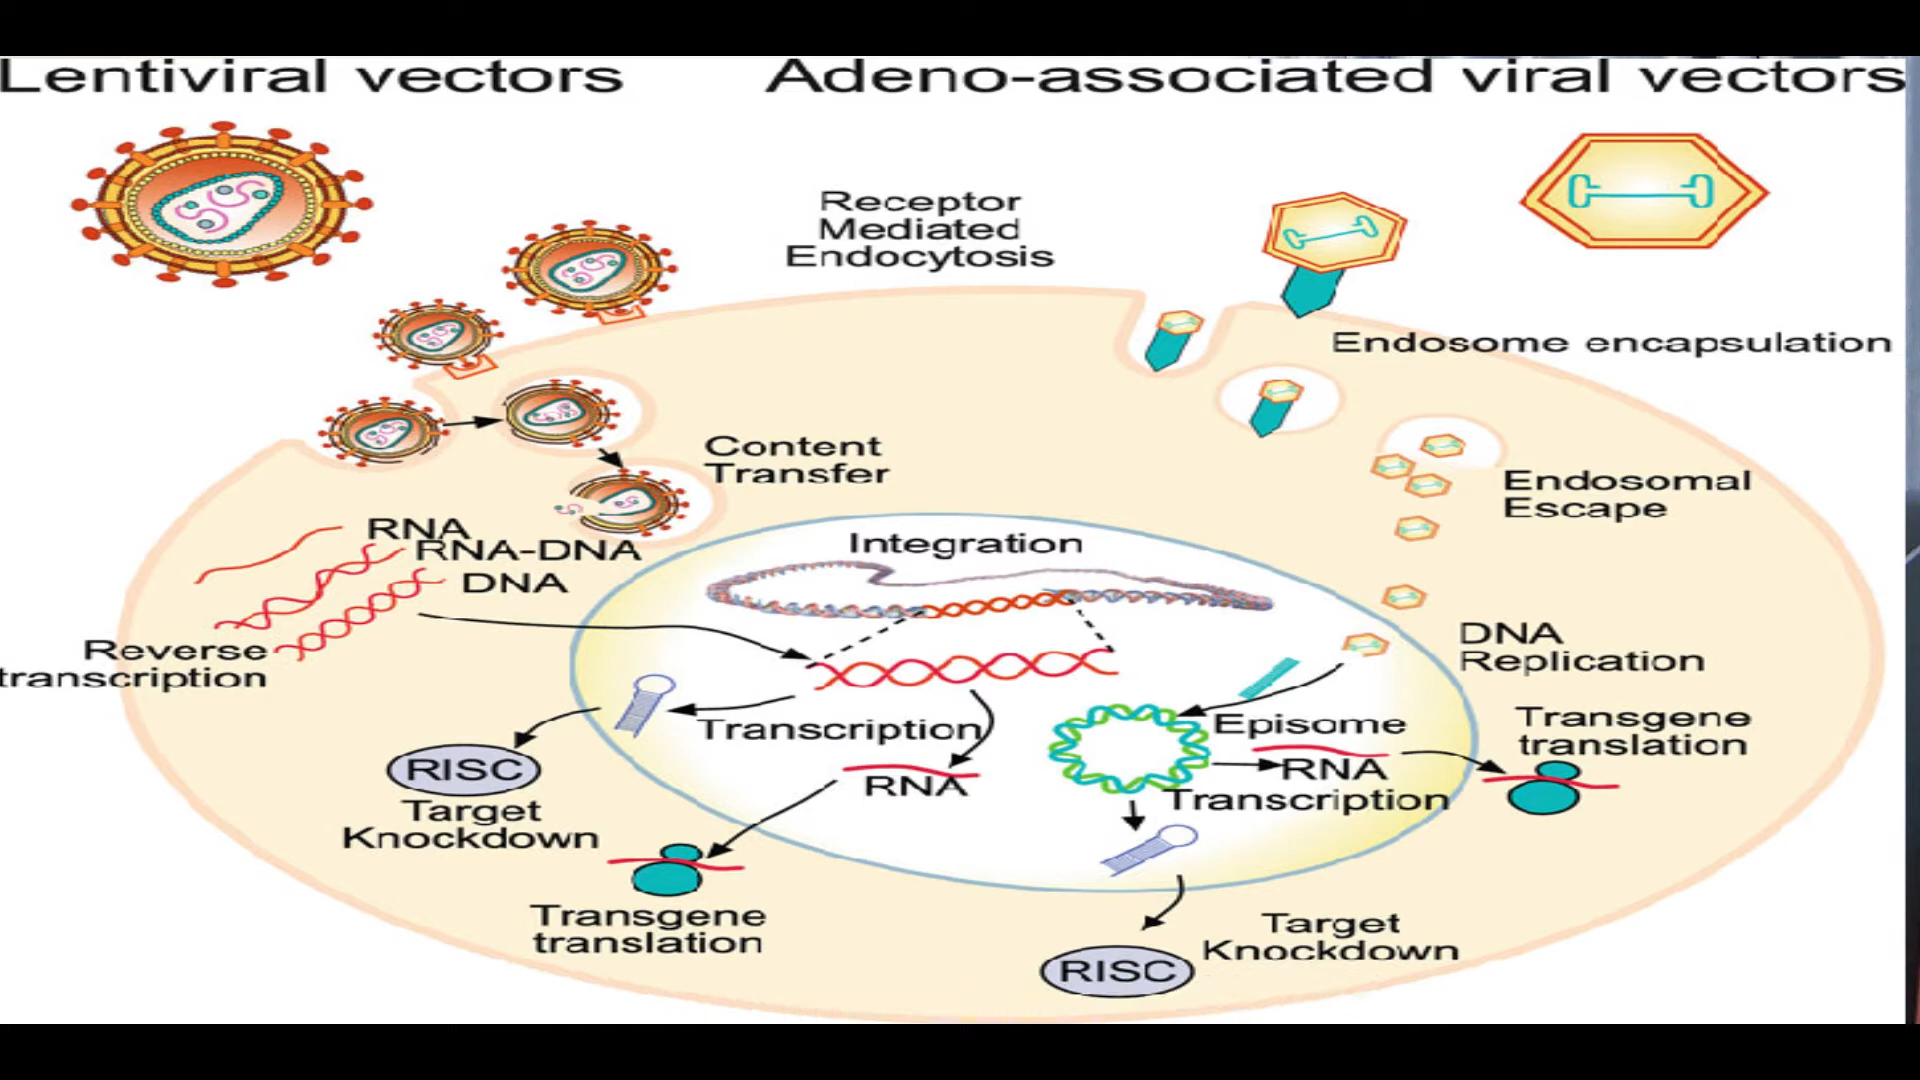 Lentiviral vectors
Adeno-associated viral vectors
Receptor
Mediated
Endocytosis
Endosome encapsulation
Content
Transfer
Endosomal
Escape
RNA
RNA-DNA
DNA
Integration
Reverse
transcription
DNA
Replication
Transcription
Episome
Transgene
translation
RISC
RNA
RNA
Transcription
Target
Knockdown
Transgene
translation
Target
Knockdown
RISC